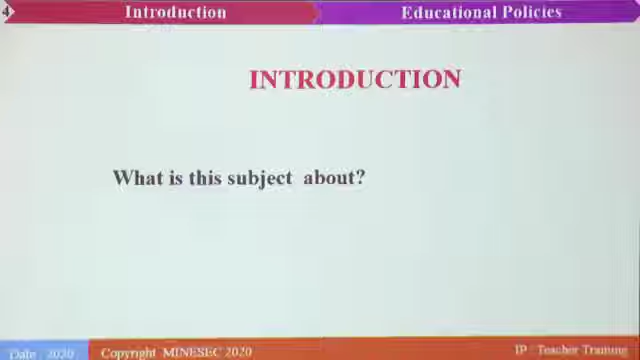 4
Introduction
Educational Policies
INTRODUCTION
What is this subject about?
Date : 2020
Copyright MINESEC 2020
IP : Teacher Training